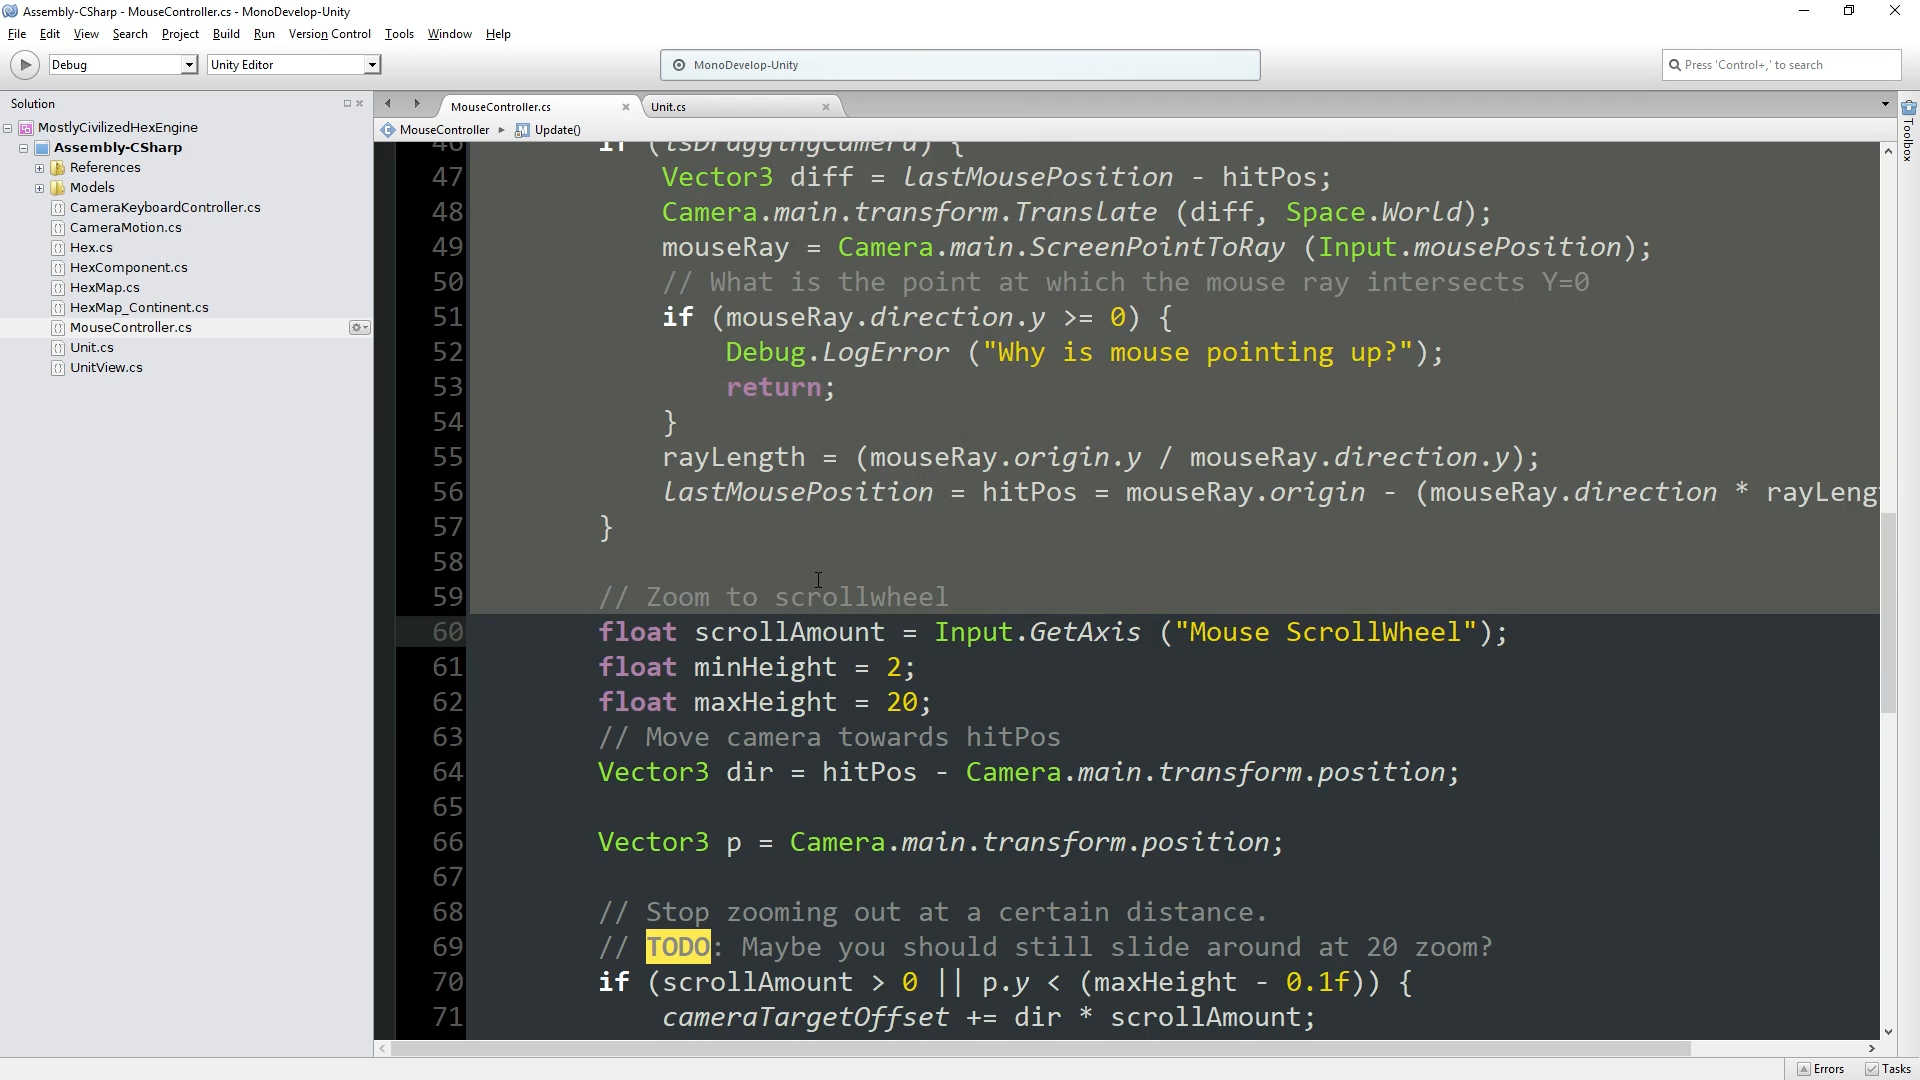 Assembly-CSharp - MouseController.cs - MonoDevelop-Unity
File Edit View Search Project Build Run Version Control Tools Window Help
Debug Unity Editor MonoDevelop-Unity Press 'Control+,' to search
Solution
MostlyCivilizedHexEngine
Assembly-CSharp
References
Models
CameraKeyboardController.cs
CameraMotion.cs
Hex.cs
HexComponent.cs
HexMap.cs
HexMap_Continent.cs
MouseController.cs
Unit.cs
UnitView.cs
MouseController.cs Unit.cs
MouseController Update()
46 if (isDraggingCamera) {
47 Vector3 diff = lastMousePosition - hitPos;
48 Camera.main.transform.Translate (diff, Space.World);
49 mouseRay = Camera.main.ScreenPointToRay (Input.mousePosition);
50 // What is the point at which the mouse ray intersects Y=0
51 if (mouseRay.direction.y >= 0) {
52 Debug.LogError ("Why is mouse pointing up?");
53 return;
54 }
55 rayLength = (mouseRay.origin.y / mouseRay.direction.y);
56 lastMousePosition = hitPos = mouseRay.origin - (mouseRay.direction * rayLeng
57 }
58
59 // Zoom to scrollwheel
60 float scrollAmount = Input.GetAxis ("Mouse ScrollWheel");
61 float minHeight = 2;
62 float maxHeight = 20;
63 // Move camera towards hitPos
64 Vector3 dir = hitPos - Camera.main.transform.position;
65
66 Vector3 p = Camera.main.transform.position;
67
68 // Stop zooming out at a certain distance.
69 // TODO: Maybe you should still slide around at 20 zoom?
70 if (scrollAmount > 0 || p.y < (maxHeight - 0.1f)) {
71 cameraTargetOffset += dir * scrollAmount;
Toolbox
Errors Tasks